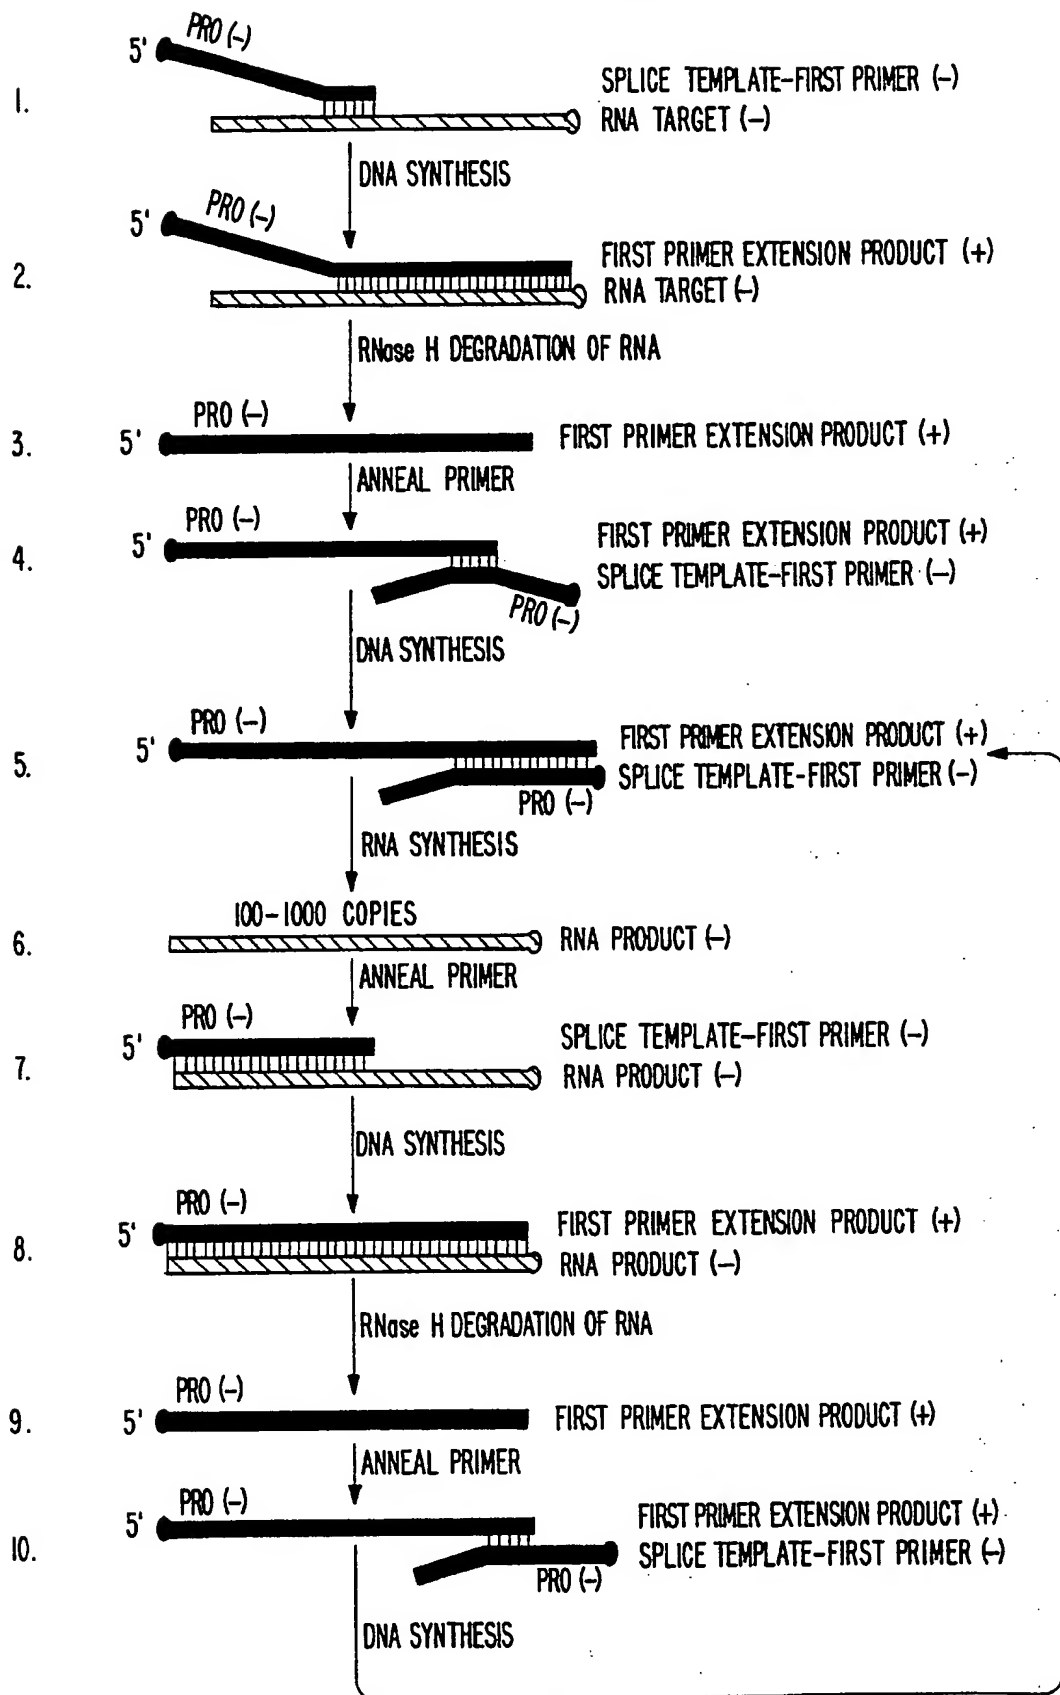 PRO (-)
5'
1.
SPLICE TEMPLATE-FIRST PRIMER (-)
RNA TARGET (-)
DNA SYNTHESIS
PRO (-)
5'
2.
FIRST PRIMER EXTENSION PRODUCT (+)
RNA TARGET (-)
RNase H DEGRADATION OF RNA
PRO (-)
3.
5'
FIRST PRIMER EXTENSION PRODUCT (+)
ANNEAL PRIMER
PRO (-)
5'
4.
FIRST PRIMER EXTENSION PRODUCT (+)
SPLICE TEMPLATE-FIRST PRIMER (-)
PRO (-)
DNA SYNTHESIS
PRO (-)
5'
5.
FIRST PRIMER EXTENSION PRODUCT (+)
SPLICE TEMPLATE-FIRST PRIMER (-)
PRO (-)
RNA SYNTHESIS
100-1000 COPIES
6.
RNA PRODUCT (-)
ANNEAL PRIMER
PRO (-)
5'
7.
SPLICE TEMPLATE-FIRST PRIMER (-)
RNA PRODUCT (-)
DNA SYNTHESIS
PRO (-)
5'
8.
FIRST PRIMER EXTENSION PRODUCT (+)
RNA PRODUCT (-)
RNase H DEGRADATION OF RNA
PRO (-)
9.
5'
FIRST PRIMER EXTENSION PRODUCT (+)
ANNEAL PRIMER
PRO (-)
5'
10.
FIRST PRIMER EXTENSION PRODUCT (+)
SPLICE TEMPLATE-FIRST PRIMER (-)
PRO (-)
DNA SYNTHESIS